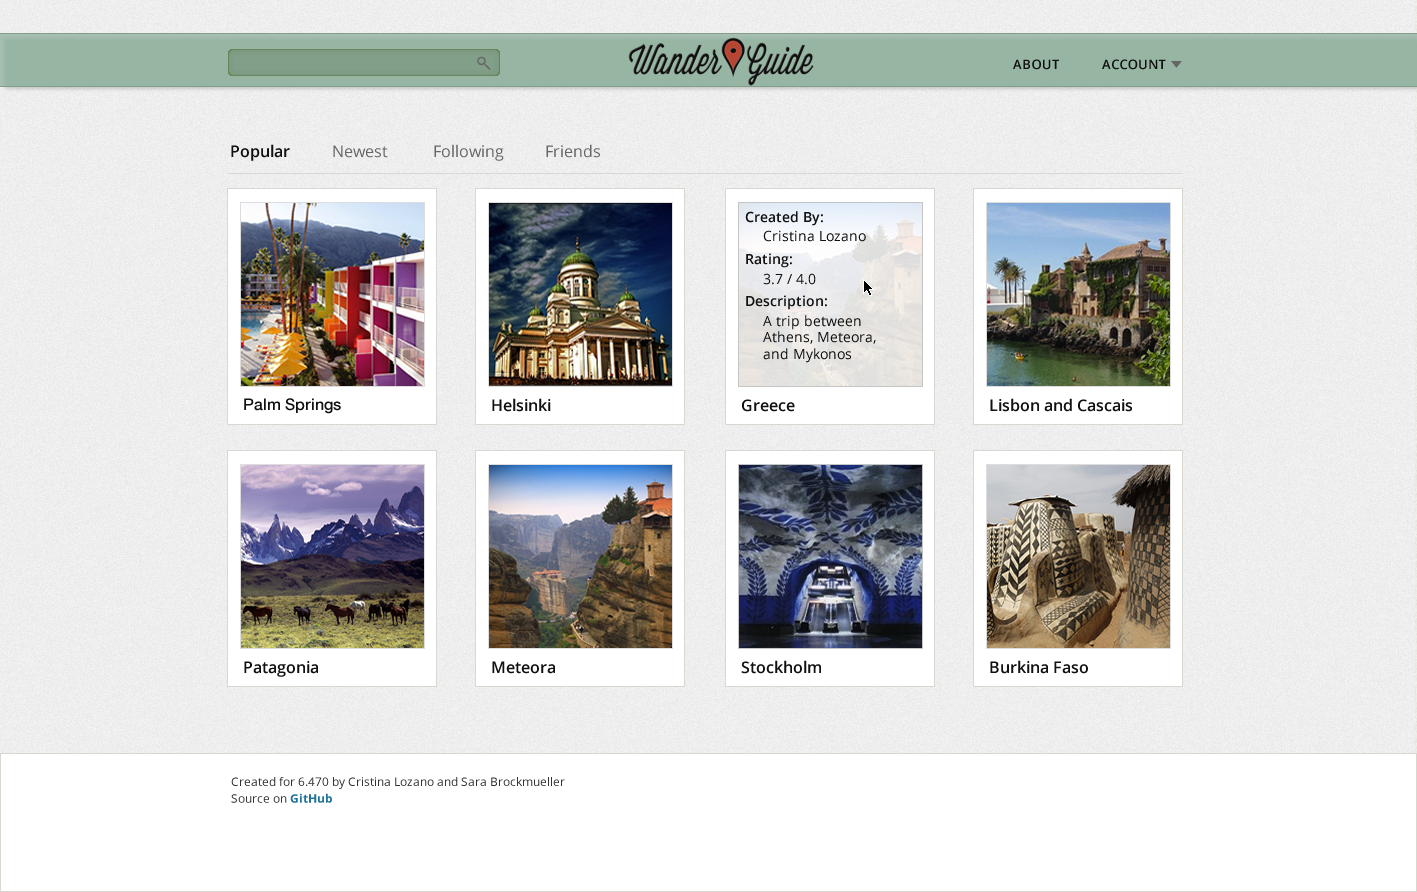 Wander Guide
ABOUT
ACCOUNT
Popular
Newest
Following
Friends
Created By:
Cristina Lozano
Rating:
3.7 / 4.0
Description:
A trip between
Athens, Meteora,
and Mykonos
Palm Springs
Helsinki
Greece
Lisbon and Cascais
Patagonia
Meteora
Stockholm
Burkina Faso
Created for 6.470 by Cristina Lozano and Sara Brockmueller
Source on GitHub